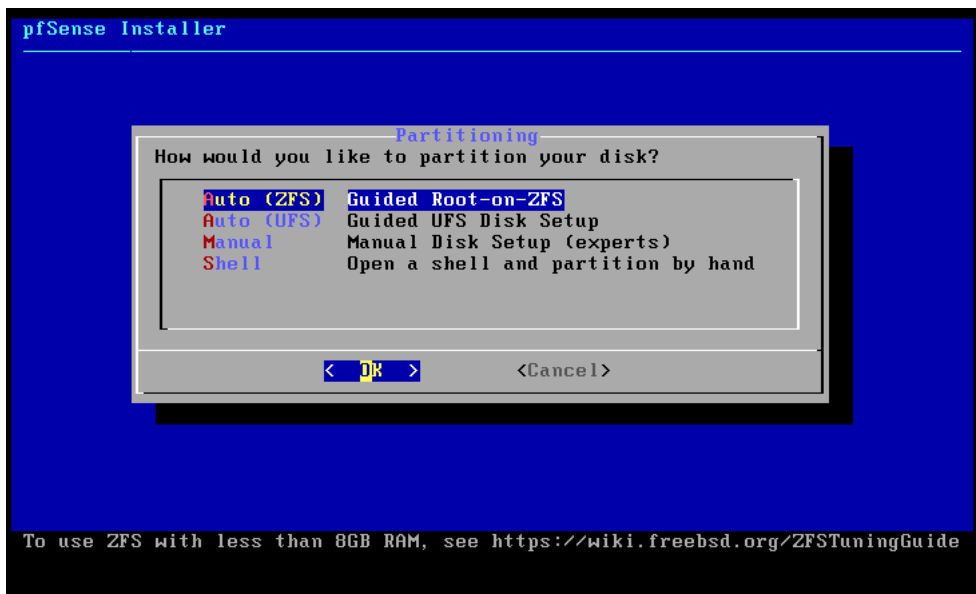 pfSense Installer
Partitioning
How would you like to partition your disk?
Auto (ZFS) Guided Root-on-ZFS
Auto (UFS) Guided UFS Disk Setup
Manual Manual Disk Setup (experts)
Shell Open a shell and partition by hand
< OK > <Cancel>
To use ZFS with less than 8GB RAM, see https://wiki.freebsd.org/ZFSTuningGuide